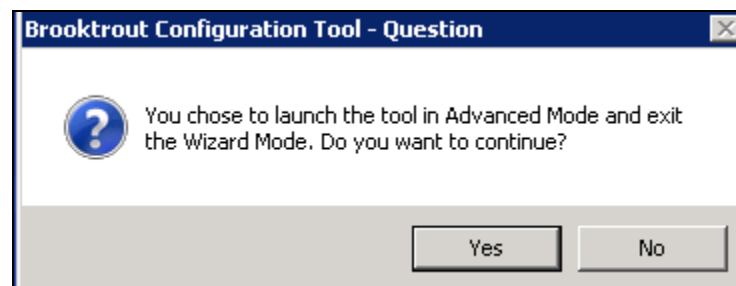 Brooktrout Configuration Tool - Question
You chose to launch the tool in Advanced Mode and exit
the Wizard Mode. Do you want to continue?
Yes
No